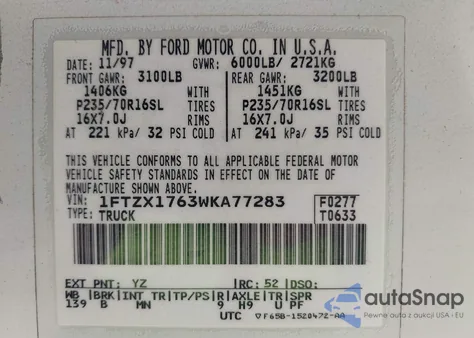 MFD. BY FORD MOTOR CO. IN U.S.A.
DATE: 11/97 GVWR: 6000LB/ 2721KG
FRONT GAWR: 3100LB REAR GAWR: 3200LB
1406KG WITH 1451KG WITH
P235/70R16SL TIRES P235/70R16SL TIRES
16X7.0J RIMS 16X7.0J RIMS
AT 221 kPa/ 32 PSI COLD AT 241 kPa/ 35 PSI COLD
THIS VEHICLE CONFORMS TO ALL APPLICABLE FEDERAL MOTOR
VEHICLE SAFETY STANDARDS IN EFFECT ON THE DATE OF
MANUFACTURE SHOWN ABOVE.
VIN: 1FTZX1763WKA77283 F0277
TYPE: TRUCK T0633
EXT PNT: YZ RC: 52 DSO:
WB BRK INT TR TP/PS R AXLE TR SPR
139 B MN 9 H9 U PF
UTC F65B-1520472-AA
autoSnap
Pewne auta z aukcji w USA